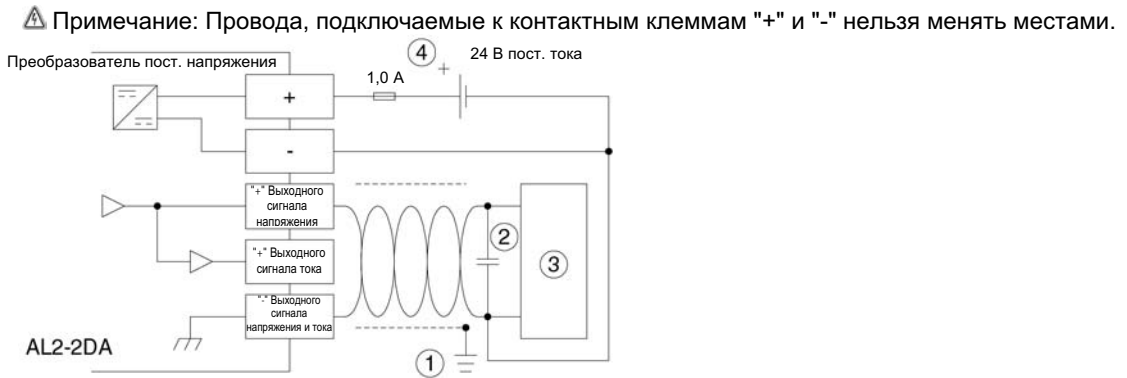 Примечание: Провода, подключаемые к контактным клеммам "+" и "-" нельзя менять местами.
Преобразователь пост. напряжения
4
24 В пост. тока
+
1,0 А
+
-
"+" Выходного
сигнала
напряжения
2
"+" Выходного
сигнала тока
3
"-" Выходного
сигнала
напряжения и тока
AL2-2DA
1